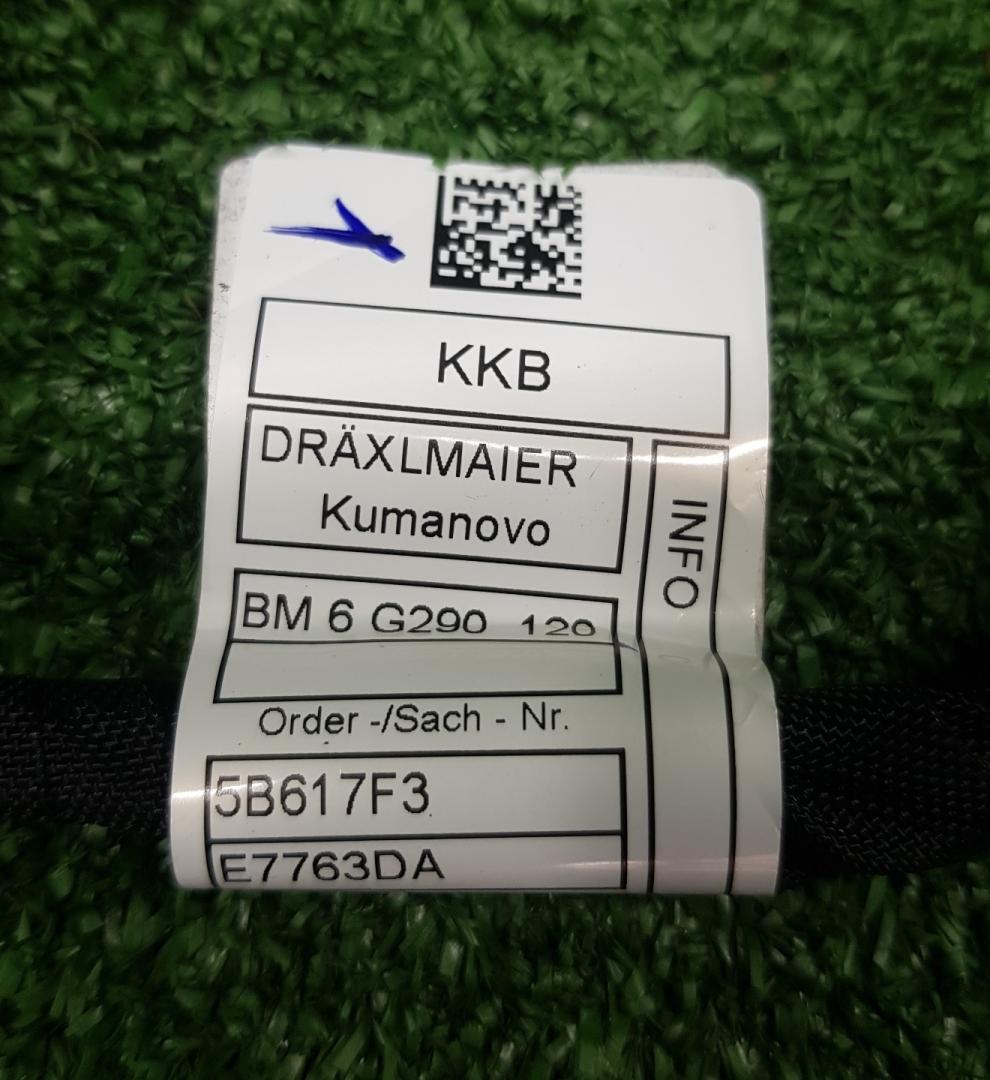 KKB
DRÄXLMAIER
Kumanovo
INFO
BM 6 G290 120
Order -/Sach - Nr.
5B617F3
E7763DA